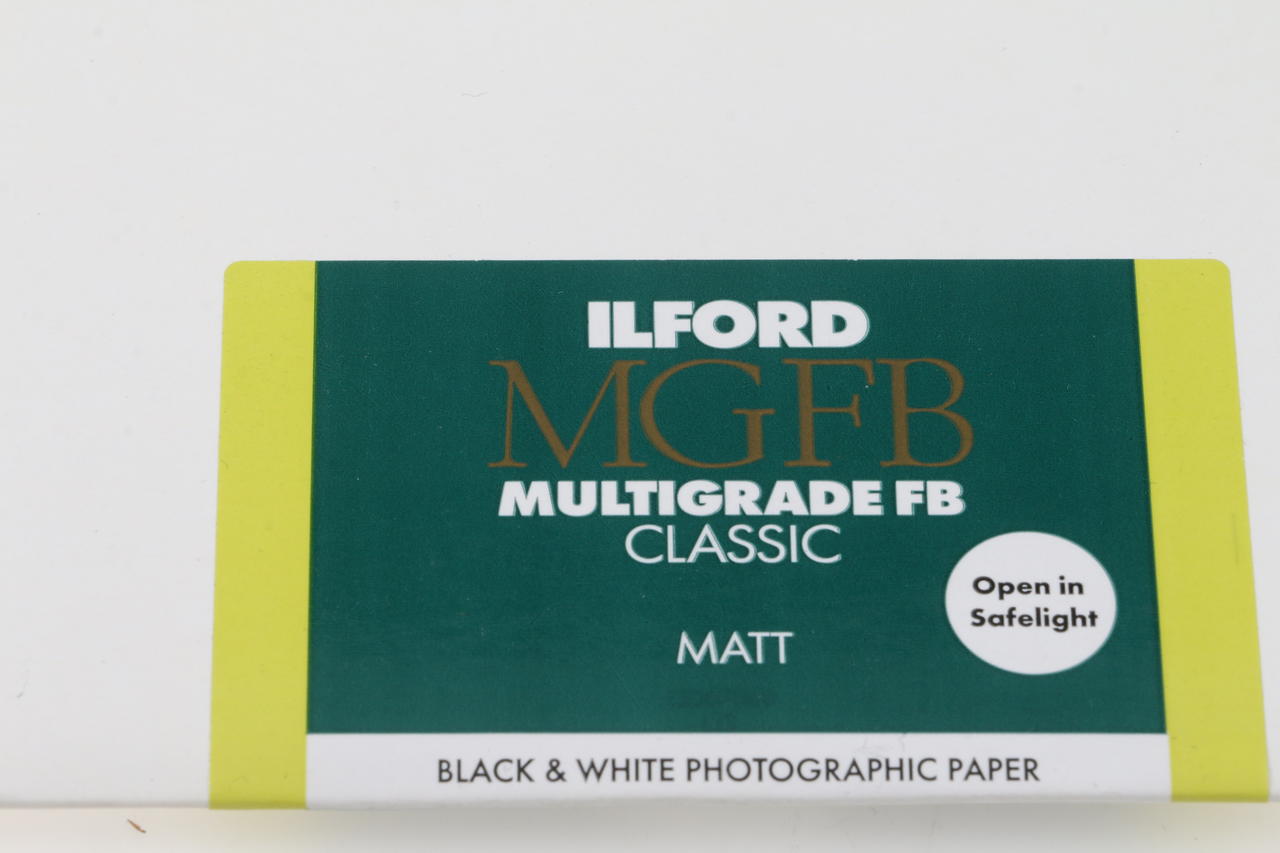 ILFORD
MGFB
MULTIGRADE FB
CLASSIC
MATT
Open in
Safelight
BLACK & WHITE PHOTOGRAPHIC PAPER